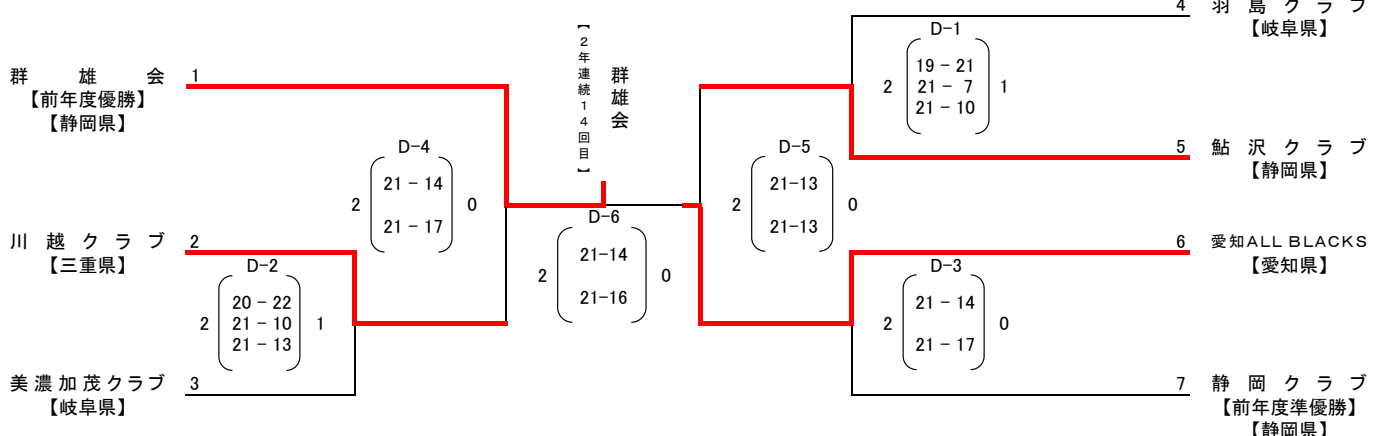 群雄会 1
【前年度優勝】
【静岡県】
D-4
2 21 - 14 0
21 - 17
川越クラブ 2
【三重県】
D-2
20 - 22
2 21 - 10 1
21 - 13
美濃加茂クラブ 3
【岐阜県】
【2年連続14回目】
群雄会
D-6
21-14
2 0
21-16
4 羽島クラブ
【岐阜県】
D-1
19 - 21
2 21 - 7 1
21 - 10
5 鮎沢クラブ
【静岡県】
D-5
21-13
2 0
21-13
6 愛知ALL BLACKS
【愛知県】
D-3
21 - 14
2 0
21 - 17
7 静岡クラブ
【前年度準優勝】
【静岡県】